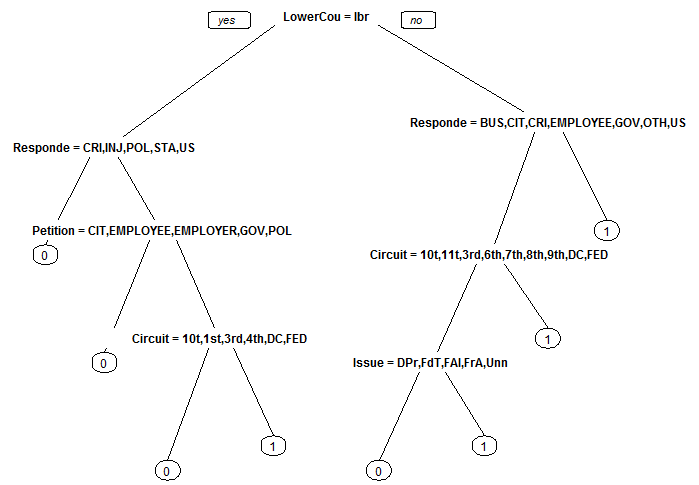 LowerCou = lbr
yes
no
Responde = BUS,CIT,CRI,EMPLOYEE,GOV,OTH,US
Responde = CRI,INJ,POL,STA,US
Petition = CIT,EMPLOYEE,EMPLOYER,GOV,POL
1
0
Circuit = 10t,11t,3rd,6th,7th,8th,9th,DC,FED
Circuit = 10t,1st,3rd,4th,DC,FED
1
0
Issue = DPr,FdT,FAl,FrA,Unn
1
1
0
0